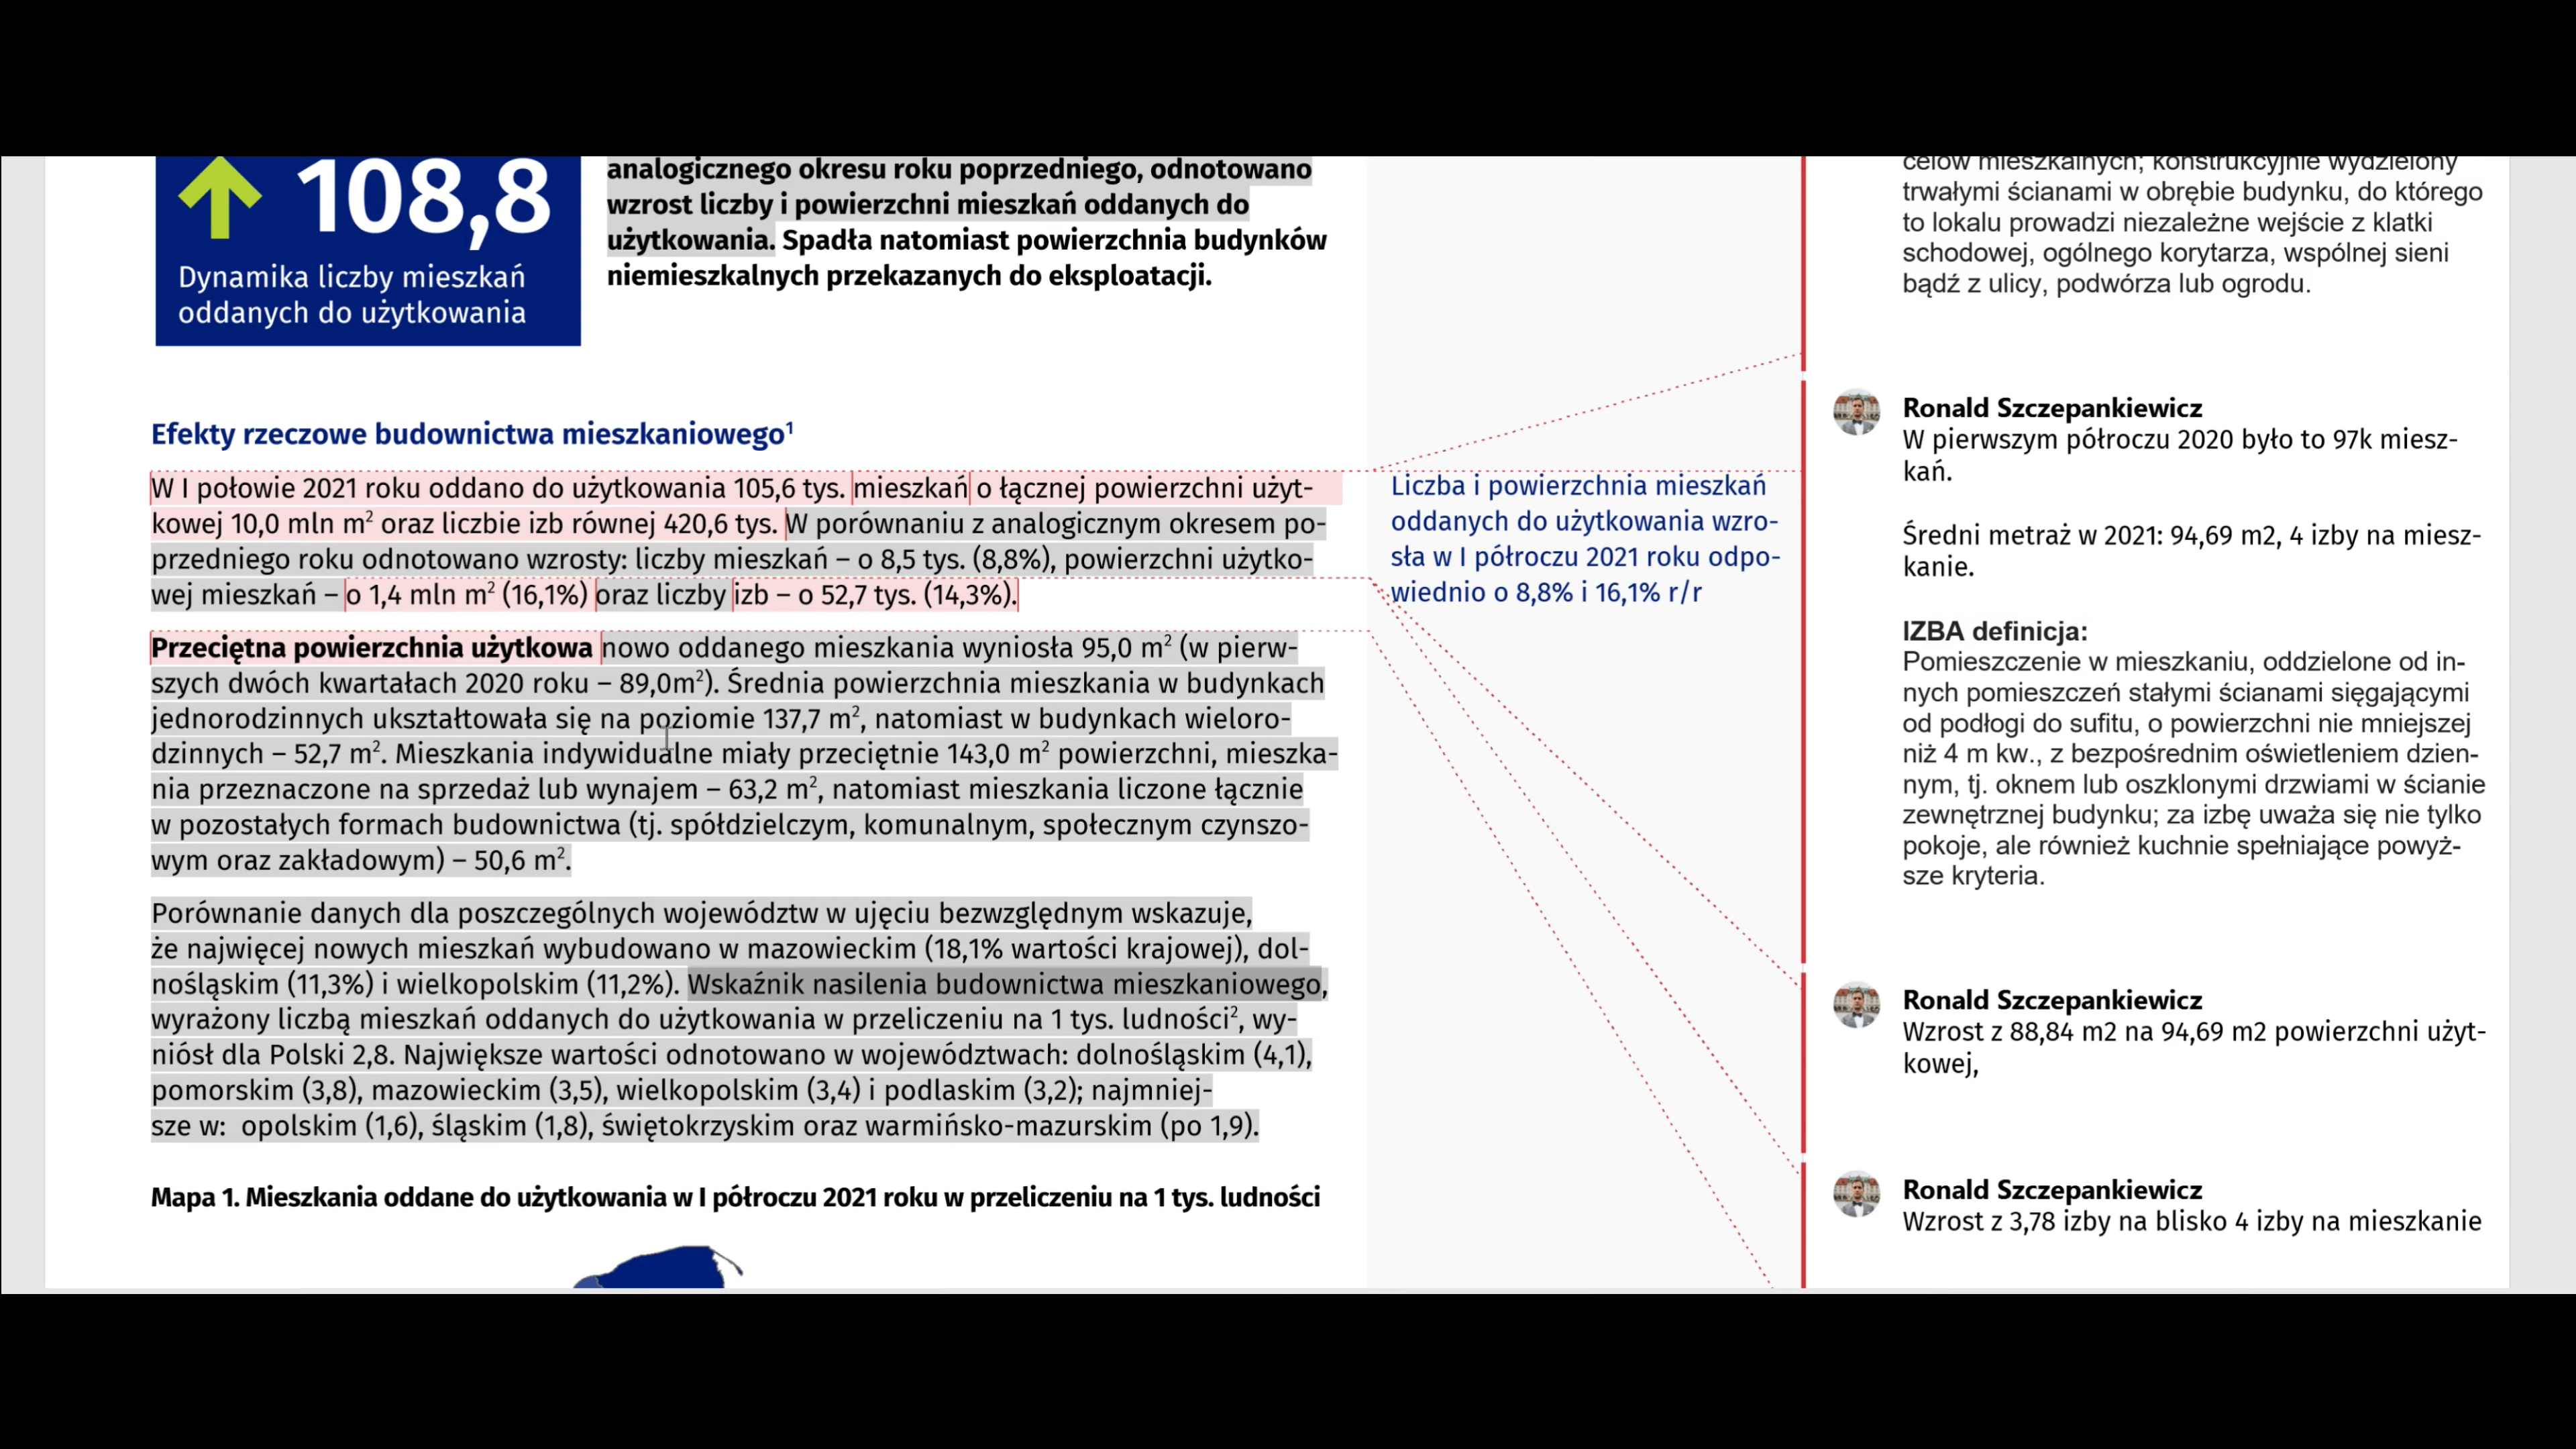 108,8
Dynamika liczby mieszkań
oddanych do użytkowania
analogicznego okresu roku poprzedniego, odnotowano
wzrost liczby i powierzchni mieszkań oddanych do
użytkowania. Spadła natomiast powierzchnia budynków
niemieszkalnych przekazanych do eksploatacji.
Efekty rzeczowe budownictwa mieszkaniowego¹
W I połowie 2021 roku oddano do użytkowania 105,6 tys. mieszkań o łącznej powierzchni użyt-
kowej 10,0 mln m² oraz liczbie izb równej 420,6 tys. W porównaniu z analogicznym okresem po-
przedniego roku odnotowano wzrosty: liczby mieszkań – o 8,5 tys. (8,8%), powierzchni użytko-
wej mieszkań – o 1,4 mln m² (16,1%) oraz liczby izb – o 52,7 tys. (14,3%).
Przeciętna powierzchnia użytkowa nowo oddanego mieszkania wyniosła 95,0 m² (w pierw-
szych dwóch kwartałach 2020 roku – 89,0m²). Średnia powierzchnia mieszkania w budynkach
jednorodzinnych ukształtowała się na poziomie 137,7 m², natomiast w budynkach wieloro-
dzinnych – 52,7 m². Mieszkania indywidualne miały przeciętnie 143,0 m² powierzchni, mieszka-
nia przeznaczone na sprzedaż lub wynajem – 63,2 m², natomiast mieszkania liczone łącznie
w pozostałych formach budownictwa (tj. spółdzielczym, komunalnym, społecznym czynszo-
wym oraz zakładowym) – 50,6 m².
Porównanie danych dla poszczególnych województw w ujęciu bezwzględnym wskazuje,
że najwięcej nowych mieszkań wybudowano w mazowieckim (18,1% wartości krajowej), dol-
nośląskim (11,3%) i wielkopolskim (11,2%). Wskaźnik nasilenia budownictwa mieszkaniowego,
wyrażony liczbą mieszkań oddanych do użytkowania w przeliczeniu na 1 tys. ludności², wy-
niósł dla Polski 2,8. Największe wartości odnotowano w województwach: dolnośląskim (4,1),
pomorskim (3,8), mazowieckim (3,5), wielkopolskim (3,4) i podlaskim (3,2); najmniej-
sze w:  opolskim (1,6), śląskim (1,8), świętokrzyskim oraz warmińsko-mazurskim (po 1,9).
Mapa 1. Mieszkania oddane do użytkowania w I półroczu 2021 roku w przeliczeniu na 1 tys. ludności
Liczba i powierzchnia mieszkań
oddanych do użytkowania wzro-
sła w I półroczu 2021 roku odpo-
wiednio o 8,8% i 16,1% r/r
celów mieszkalnych; konstrukcyjnie wydzielony
trwałymi ścianami w obrębie budynku, do którego
to lokalu prowadzi niezależne wejście z klatki
schodowej, ogólnego korytarza, wspólnej sieni
bądź z ulicy, podwórza lub ogrodu.
Ronald Szczepankiewicz
W pierwszym półroczu 2020 było to 97k miesz-
kań.
Średni metraż w 2021: 94,69 m2, 4 izby na miesz-
kanie.
IZBA definicja:
Pomieszczenie w mieszkaniu, oddzielone od in-
nych pomieszczeń stałymi ścianami sięgającymi
od podłogi do sufitu, o powierzchni nie mniejszej
niż 4 m kw., z bezpośrednim oświetleniem dzien-
nym, tj. oknem lub oszklonymi drzwiami w ścianie
zewnętrznej budynku; za izbę uważa się nie tylko
pokoje, ale również kuchnie spełniające powyż-
sze kryteria.
Ronald Szczepankiewicz
Wzrost z 88,84 m2 na 94,69 m2 powierzchni użyt-
kowej,
Ronald Szczepankiewicz
Wzrost z 3,78 izby na blisko 4 izby na mieszkanie